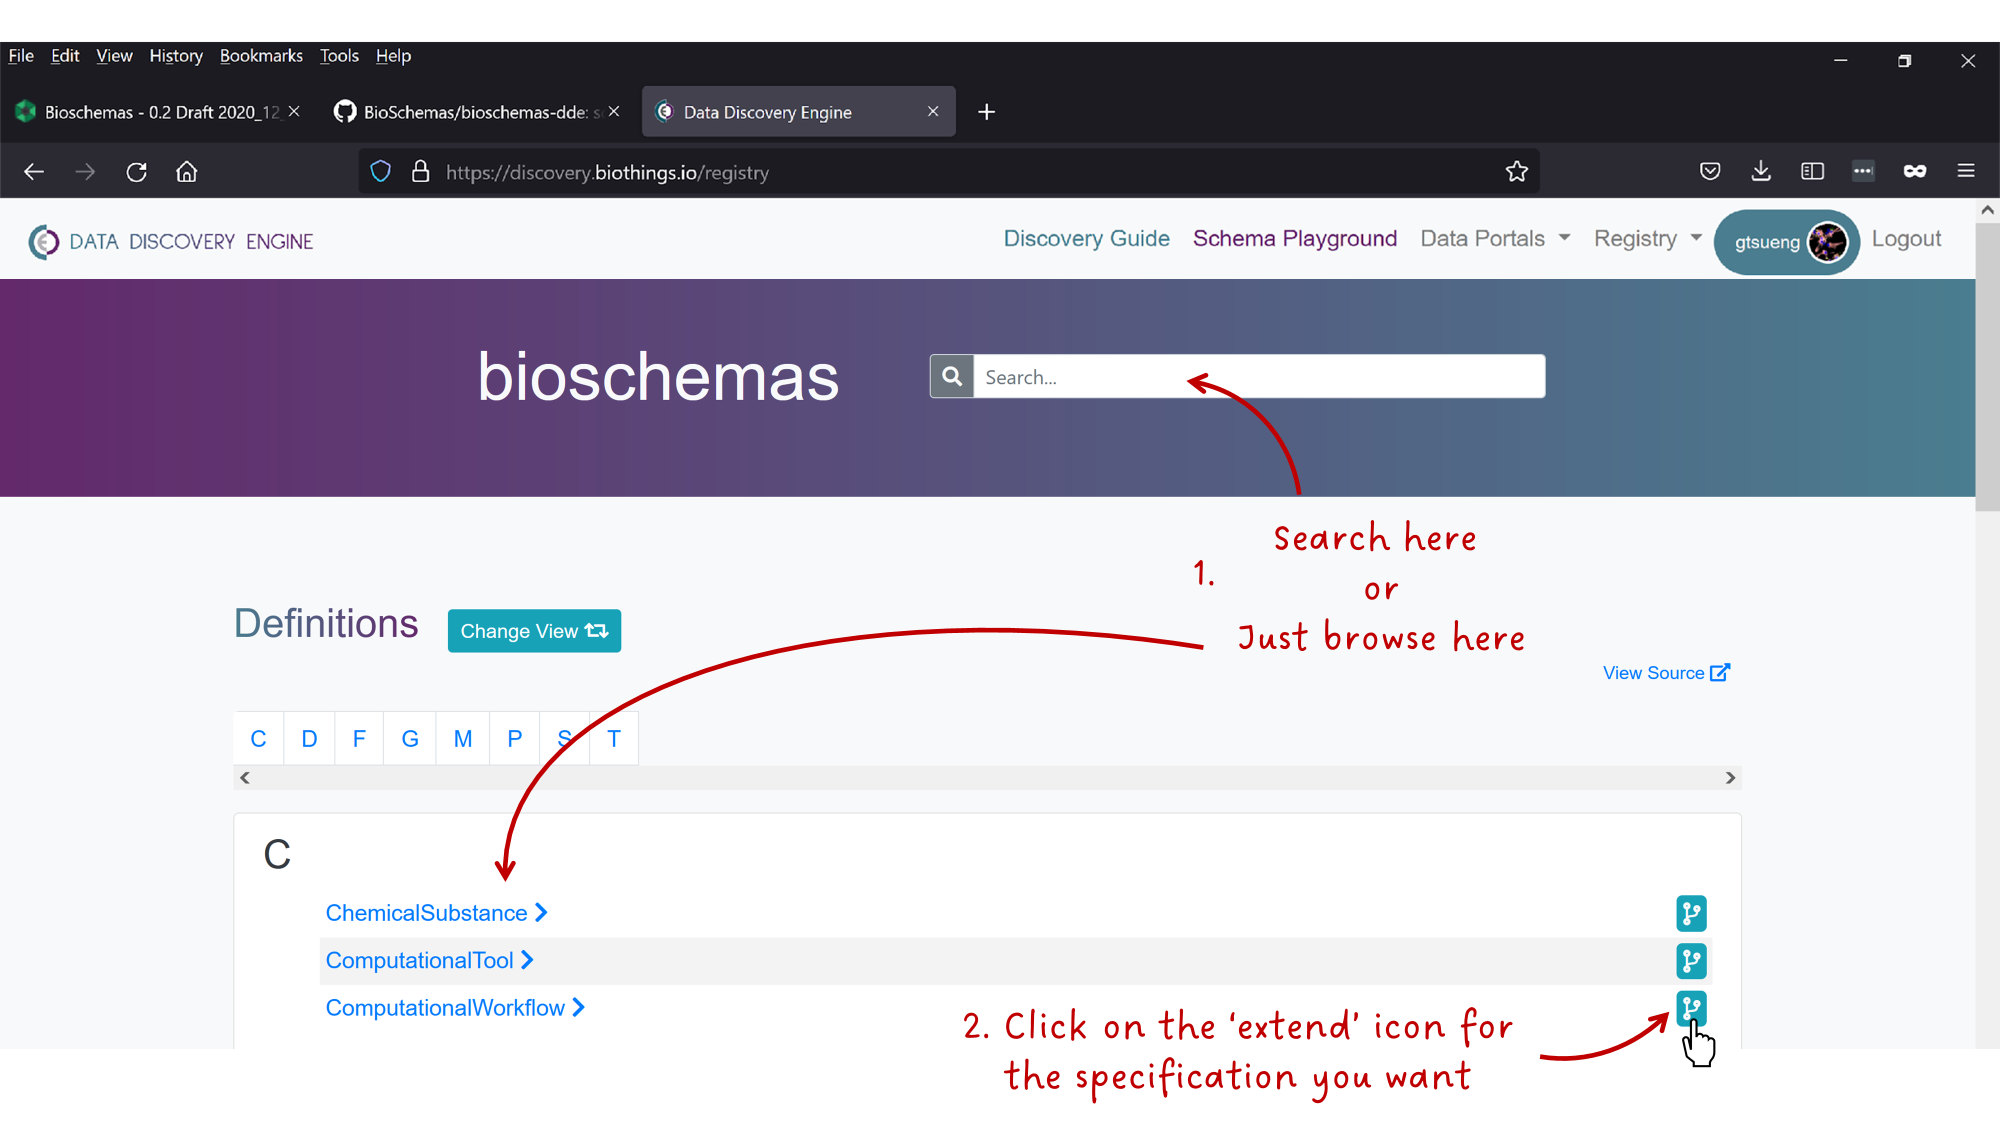 File Edit View History Bookmarks Tools Help
Bioschemas - 0.2 Draft 2020_12_
BioSchemas/bioschemas-dde: s
Data Discovery Engine
https://discovery.biothings.io/registry
DATA DISCOVERY ENGINE
Discovery Guide Schema Playground Data Portals Registry gtsueng Logout
bioschemas
Search...
Search here
1. or
Just browse here
Definitions Change View
View Source
C D F G M P S T
C
ChemicalSubstance
ComputationalTool
ComputationalWorkflow
2. Click on the ‘extend’ icon for
the specification you want